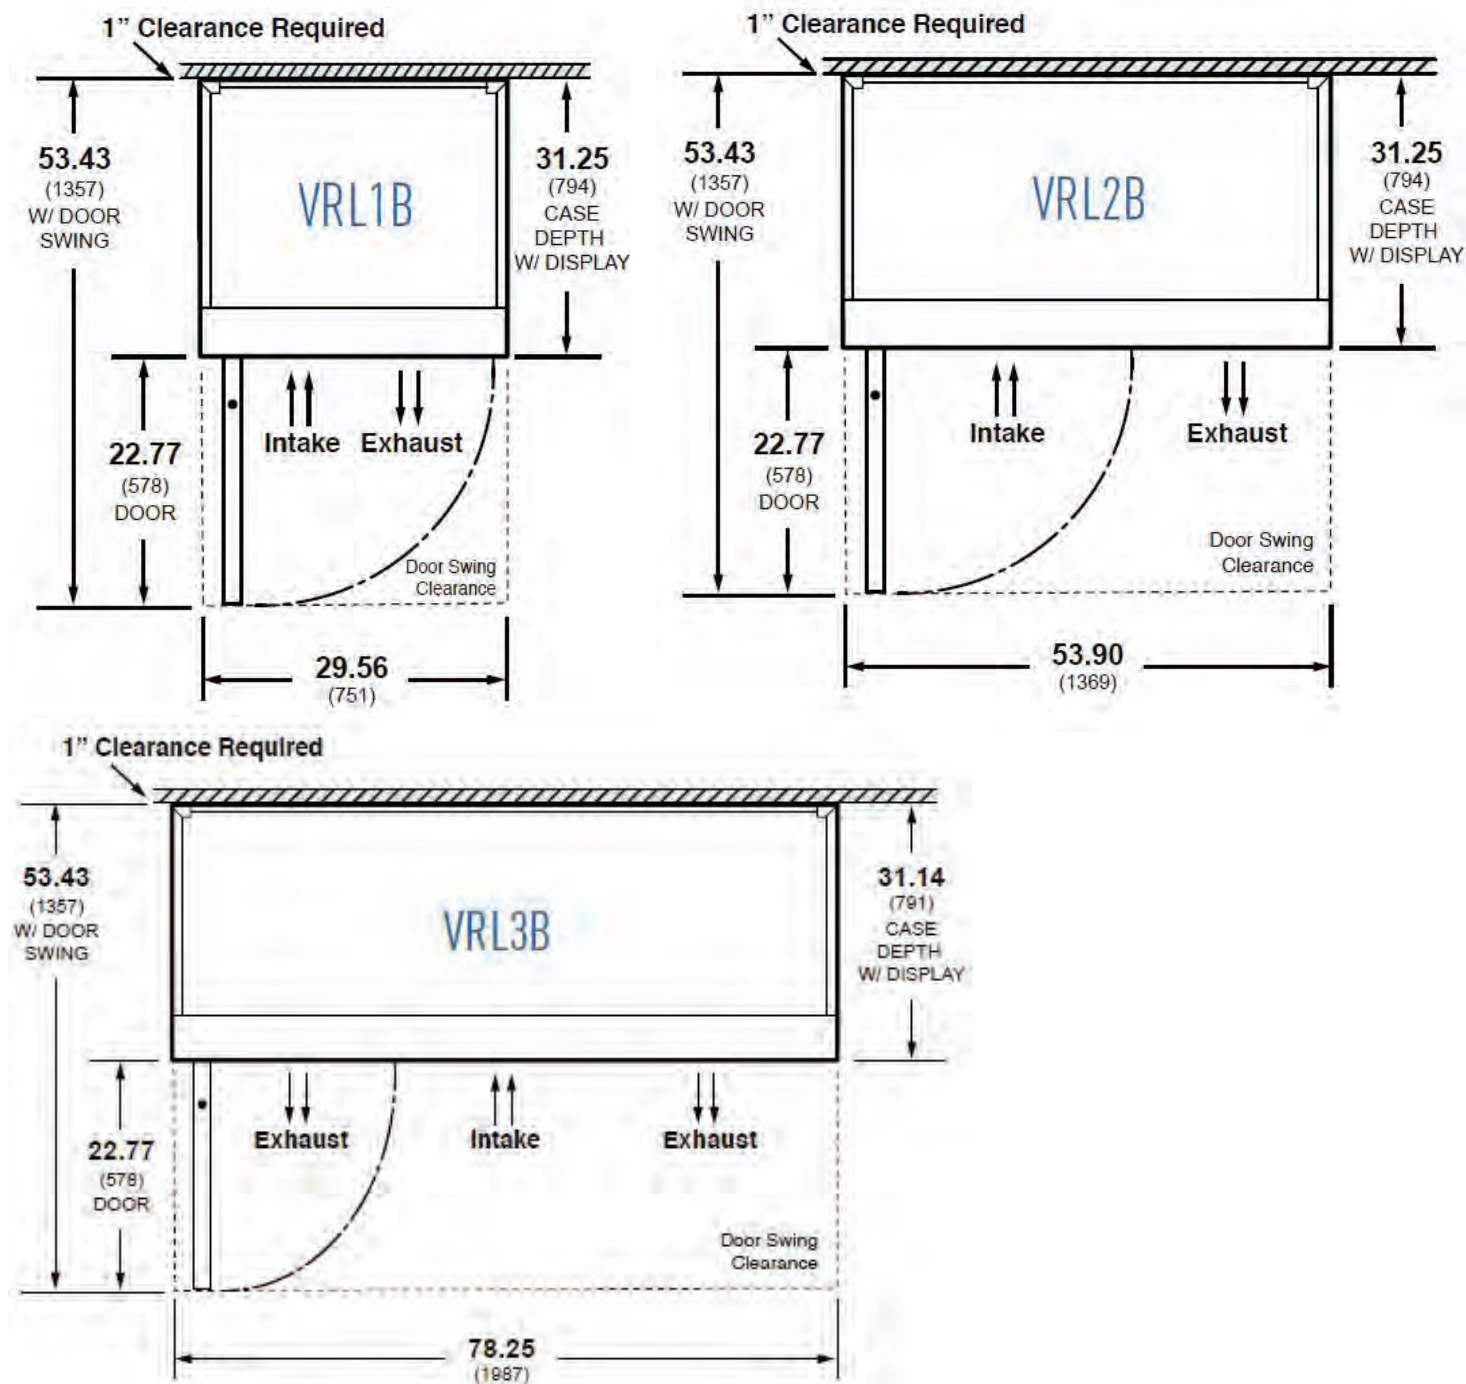 1” Clearance Required
53.43
(1357)
W/ DOOR
SWING
VRL1B
31.25
(794)
CASE
DEPTH
W/ DISPLAY
22.77
(578)
DOOR
Intake Exhaust
Door Swing
Clearance
29.56
(751)
1” Clearance Required
53.43
(1357)
W/ DOOR
SWING
VRL2B
31.25
(794)
CASE
DEPTH
W/ DISPLAY
22.77
(578)
DOOR
Intake Exhaust
Door Swing
Clearance
53.90
(1369)
1” Clearance Required
53.43
(1357)
W/ DOOR
SWING
VRL3B
31.14
(791)
CASE
DEPTH
W/ DISPLAY
22.77
(578)
DOOR
Exhaust Intake Exhaust
Door Swing
Clearance
78.25
(1987)